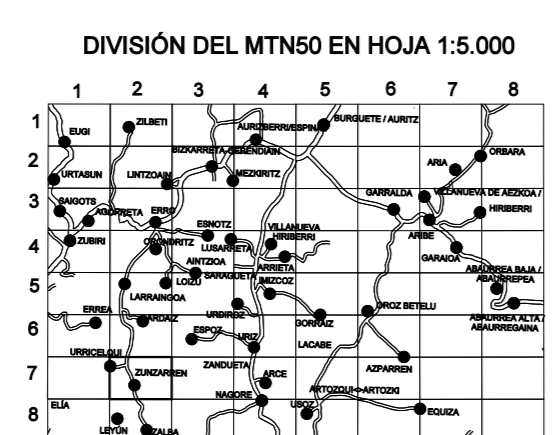 DIVISIÓN DEL MTN50 EN HOJA 1:5.000
1 2 3 4 5 6 7 8
1
ZILBETI
BURGUETE / AURITZ
EUGI
AURIZBERRI/ESPINAL
2
BIZKARRETA-GERENDIAIN
ORBARA
ARIA
URTASUN
LINTZOAIN
MEZKIRITZ
3
GARRALDA
VILLANUEVA DE AEZKOA /
HIRIBERRI
SAIGOTS
AGORRETA
ERRO
ESNOTZ
VILLANUEVA
HIRIBERRI
ARIBE
4
ZUBIRI
ORONDRITZ
LUSARRETA
GARAIOA
AINTZIOA
ARRIETA
ABAURREA BAJA /
ABAURREPEA
5
LOIZU
SARAGUETA
IMIZCOZ
LARRAINGOA
URDIROZ
OROZ BETELU
ABAURREA ALTA /
ABAURREGAINA
ERREA
ARDAIZ
GORRAIZ
6
ESPOZ
URIZ
LACABE
URRICELQUI
AZPARREN
7
ZUNZARREN
ZANDUETA
ARCE
ARTOZQUI<>ARTOZKI
NAGORE
8
ELÍA
USOZ
EQUIZA
LEYÚN
ZALBA